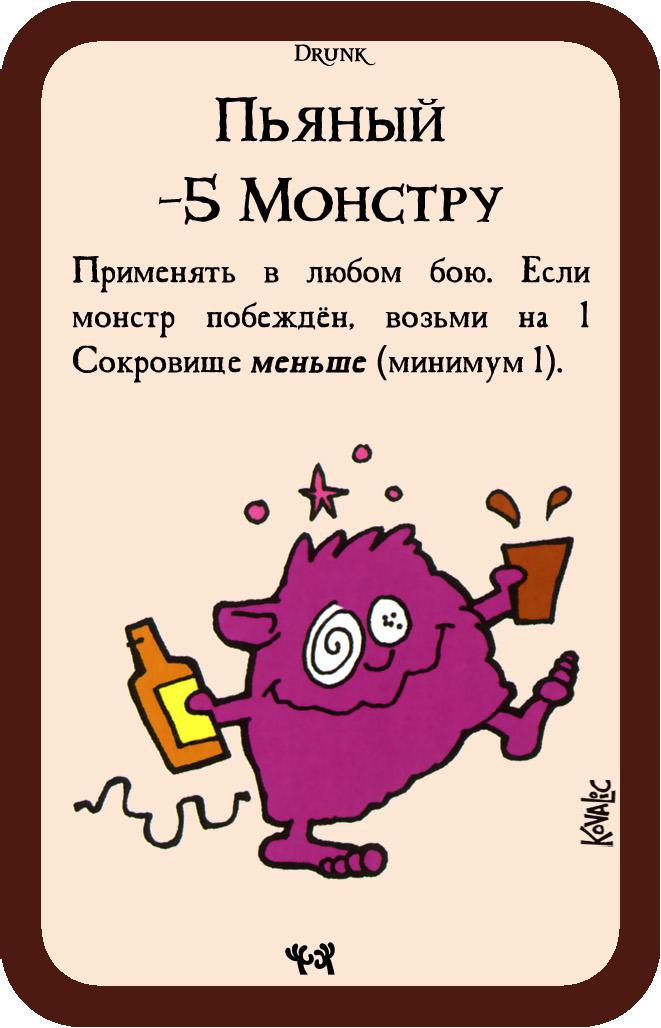 Drunk
Пьяный
-5 Монстру
Применять в любом бою. Если
монстр побеждён, возьми на 1
Сокровище меньше (минимум 1).
Kovalic